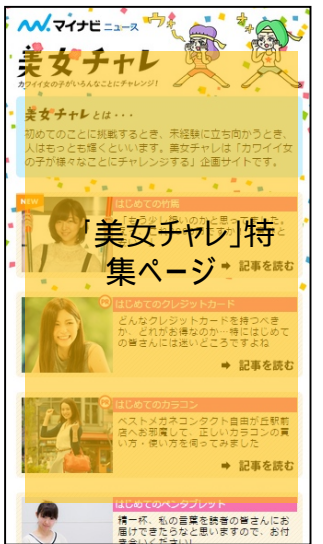 マイナビニュース
ウォー
美女チャレ
カワイイ女の子がいろんなことにチャレンジ！
美女チャレとは・・・
初めてのことに挑戦するとき、未経験に立ち向かうとき、
人はもっとも輝くといいます。美女チャレは「カワイイ女
の子が様々なことにチャレンジする」企画サイトです。
NEW
はじめての竹馬
「美女チャレ」特
集ページ
➡ 記事を読む
PR
はじめてのクレジットカード
どんなクレジットカードを持つべき
か、どれがお得なのか…特にはじめて
の皆さんには迷いどころですよね
➡ 記事を読む
PR
はじめてのカラコン
ベストメガネコンタクト自由が丘駅前
店へお邪魔して、正しいカラコンの買
い方・使い方を伺ってみました
➡ 記事を読む
はじめてのペンタブレット
精一杯、私の言葉を読者の皆さんにお
届けできたらなと思いますので、お付
き合いください！